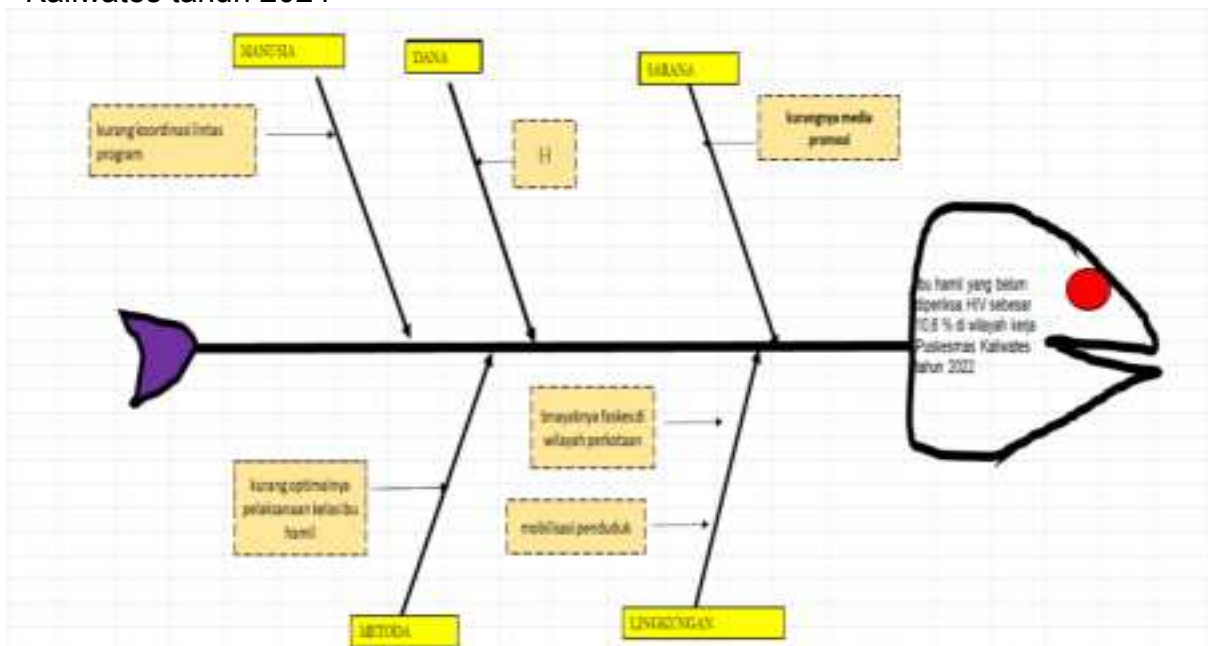 Kaliwates tahun 2024
MANUSIA
DANA
SARANA
kurang koordinasi lintas
program
H
kurangnya media
promosi
ibu hamil yang belum
diperiksa HIV sebesar
10,6 % di wilayah kerja
Puskesmas Kaliwates
tahun 2022
faskes di
wilayah perkotaan
kurang optimalnya
pelaksanaan kelas ibu
hamil
mobilisasi penduduk
METODA
LINGKUNGAN